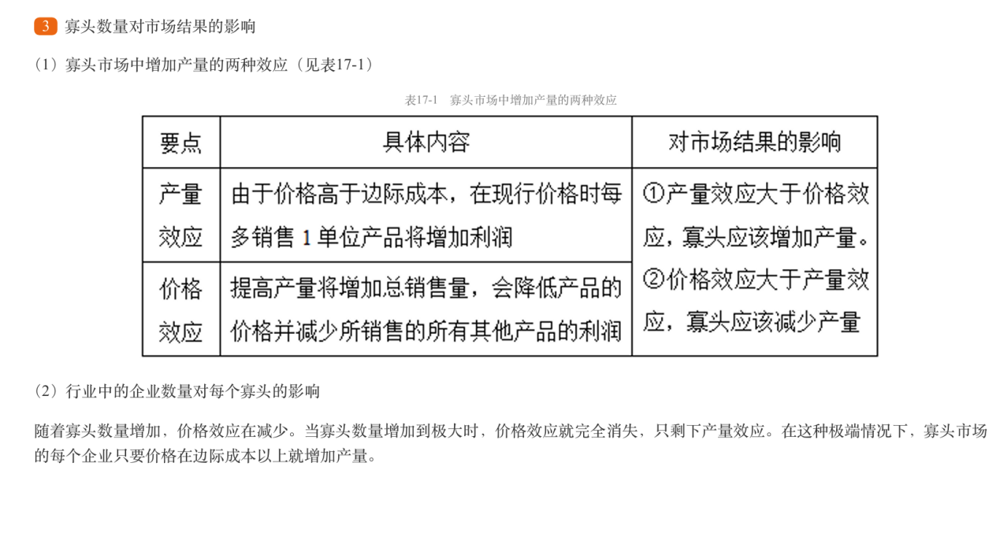 3 寡头数量对市场结果的影响
（1）寡头市场中增加产量的两种效应（见表17-1）
表17-1 寡头市场中增加产量的两种效应
要点 具体内容 对市场结果的影响
产量
效应
由于价格高于边际成本，在现行价格时每
多销售 1 单位产品将增加利润
①产量效应大于价格效
应，寡头应该增加产量。
②价格效应大于产量效
应，寡头应该减少产量
价格
效应
提高产量将增加总销售量，会降低产品的
价格并减少所销售的所有其他产品的利润
（2）行业中的企业数量对每个寡头的影响
随着寡头数量增加，价格效应在减少。当寡头数量增加到极大时，价格效应就完全消失，只剩下产量效应。在这种极端情况下，寡头市场
的每个企业只要价格在边际成本以上就增加产量。